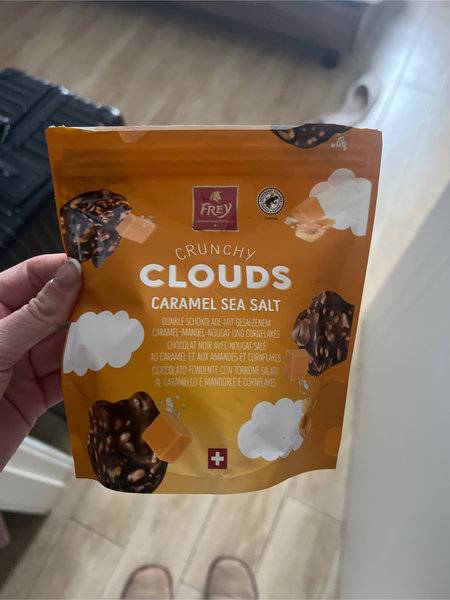 FREY
CRUNCHY
CLOUDS
CARAMEL SEA SALT
DUNKLE SCHOKOLADE MIT GESALZENEM
CARAMEL-MANDEL-NOUGAT UND CORNFLAKES
CHOCOLAT NOIR AVEC NOUGAT SALÉ
AU CARAMEL ET AUX AMANDES ET CORNFLAKES
CIOCCOLATO FONDENTE CON TORRONE SALATO
AL CARAMELLO E MANDORLE E CORNFLAKES